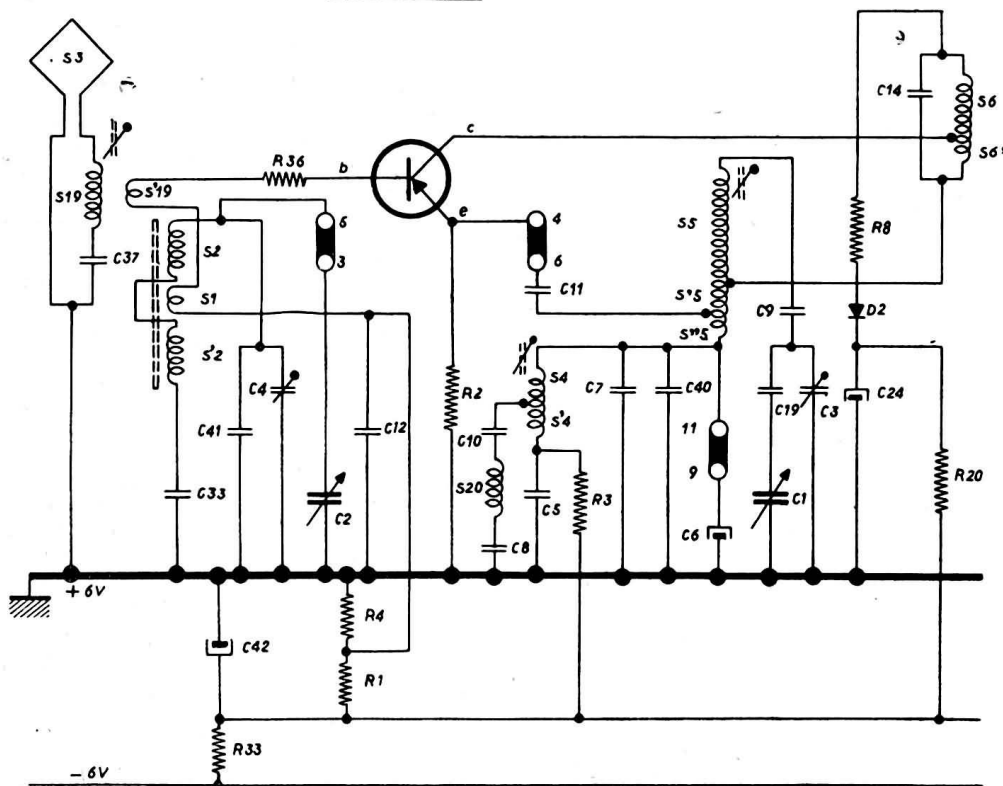 S3
C14
S6
S6'
c
R36
b
S19
S'19
S5
R8
e
4
5
S2
6
3
C37
C11
S1
S"5
C9
D2
S'''5
S'2
S4
C4
R2
C7
C40
C19
C3
C24
S'4
C10
C41
C12
11
R20
S20
9
C33
R3
C5
C1
C2
C6
C8
+ 6V
R4
C42
R1
R33
- 6V